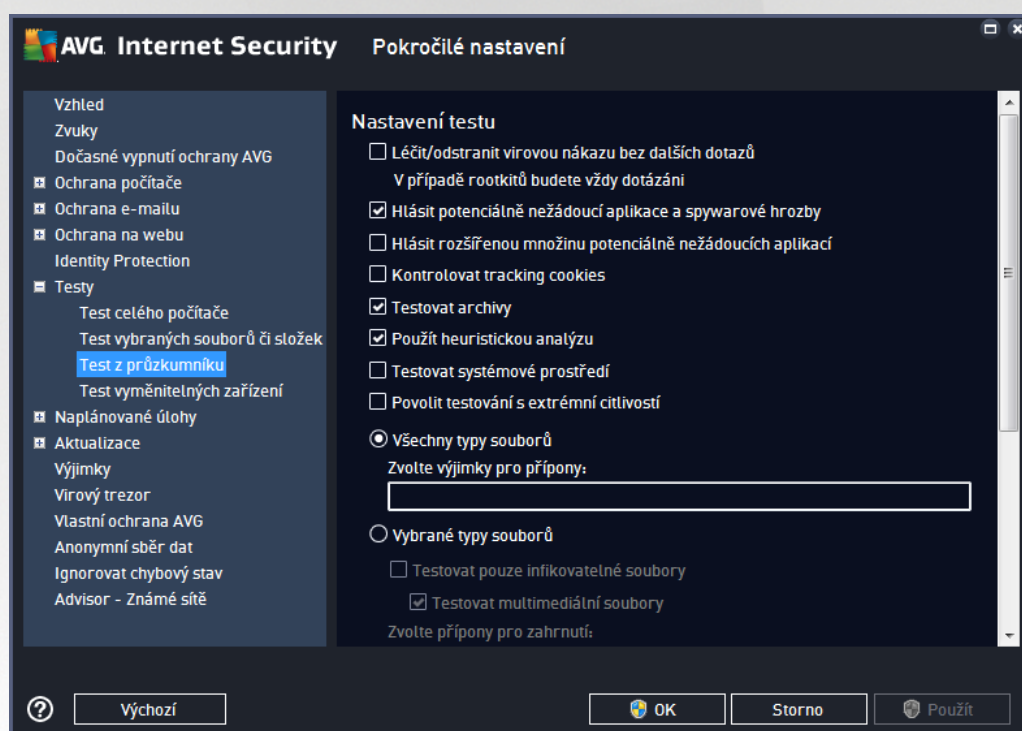 AVG. Internet Security Pokročilé nastavení
Vzhled
Zvuky
Dočasné vypnutí ochrany AVG
Ochrana počítače
Ochrana e-mailu
Ochrana na webu
Identity Protection
Testy
Test celého počítače
Test vybraných souborů či složek
Test z průzkumníku
Test vyměnitelných zařízení
Naplánované úlohy
Aktualizace
Výjimky
Virový trezor
Vlastní ochrana AVG
Anonymní sběr dat
Ignorovat chybový stav
Advisor - Známé sítě
Nastavení testu
Léčit/odstranit virovou nákazu bez dalších dotazů
V případě rootkitů budete vždy dotázáni
Hlásit potenciálně nežádoucí aplikace a spywarové hrozby
Hlásit rozšířenou množinu potenciálně nežádoucích aplikací
Kontrolovat tracking cookies
Testovat archivy
Použít heuristickou analýzu
Testovat systémové prostředí
Povolit testování s extrémní citlivostí
Všechny typy souborů
Zvolte výjimky pro přípony:
Vybrané typy souborů
Testovat pouze infikovatelné soubory
Testovat multimediální soubory
Zvolte přípony pro zahrnutí:
? Výchozí OK Storno Použít